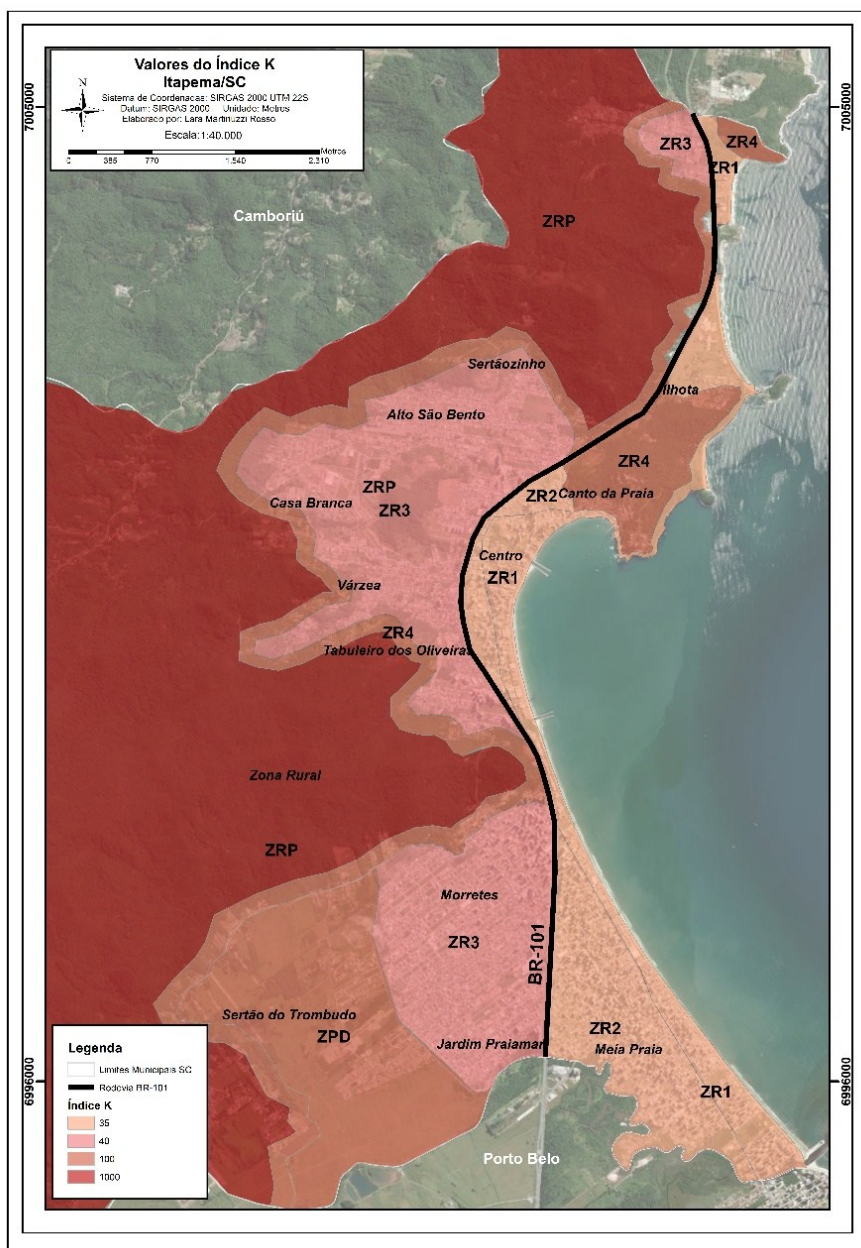 Valores do Índice K
Itapema/SC
N
Sistema de Coordenadas: SIRGAS 2000 UTM 22S
Datum: SIRGAS 2000 Unidade: Metros
Elaborado por: Lara Martinuzzi Rosso
Escala: 1:40.000
Metros
0 385 770 1.540 2.310
7005000
7005000
ZR3
ZR4
ZR1
Camboriú
ZRP
Sertãozinho
Ilhota
Alto São Bento
ZR4
ZRP
ZR2
Canto da Praia
Casa Branca
ZR3
Centro
ZR1
Várzea
ZR4
Tabuleiro dos Oliveiras
Zona Rural
ZRP
Morretes
ZR3
BR-101
Sertão do Trombudo
ZPD
Jardim Praiamar
ZR2
Meia Praia
ZR1
6996000
6996000
Porto Belo
Legenda
Limites Municipais SC
Rodovia BR-101
Índice K
35
40
100
1000